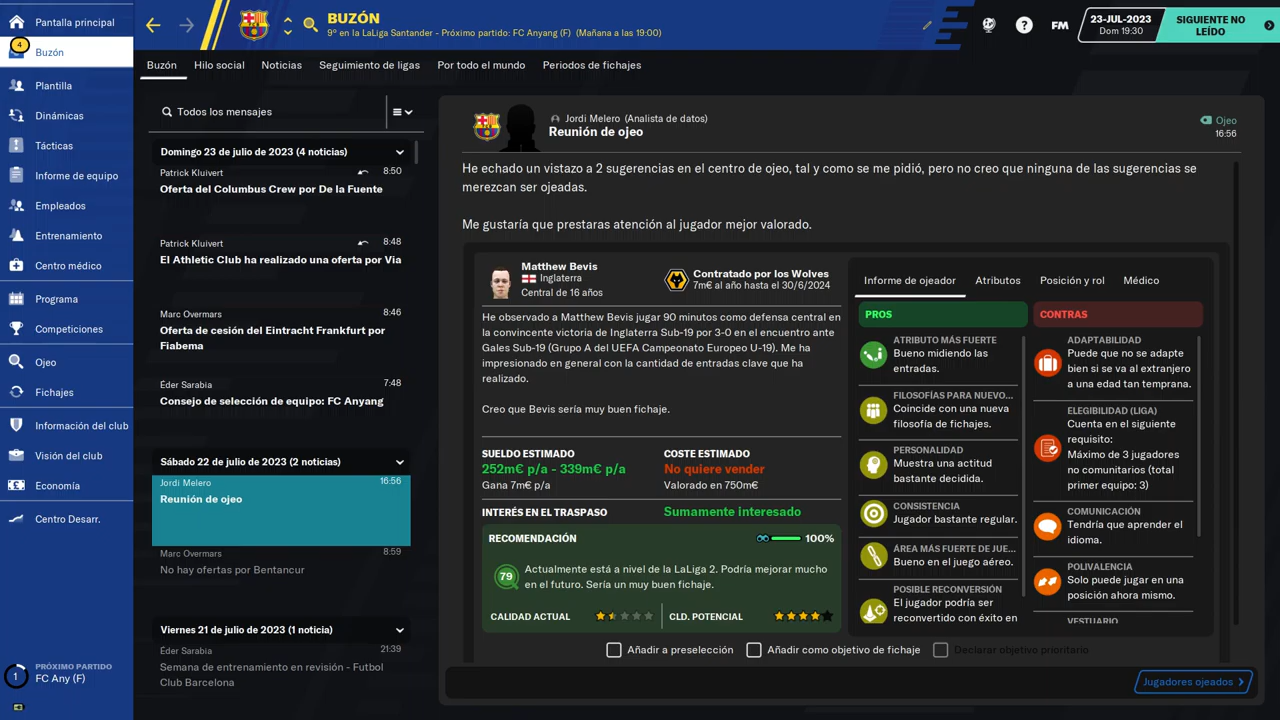 Pantalla principal
4
Buzón
Plantilla
Dinámicas
Tácticas
Informe de equipo
Empleados
Entrenamiento
Centro médico
Programa
Competiciones
Ojeo
Fichajes
Información del club
Visión del club
Economía
Centro Desarr.
1
PRÓXIMO PARTIDO
FC Any (F)
BUZÓN
9º en la LaLiga Santander - Próximo partido: FC Anyang (F) (Mañana a las 19:00)
?
FM
23-JUL-2023
Dom 19:30
SIGUIENTE NO
LEÍDO
Buzón
Hilo social
Noticias
Seguimiento de ligas
Por todo el mundo
Periodos de fichajes
Todos los mensajes
Domingo 23 de julio de 2023 (4 noticias)
Patrick Kluivert 8:50
Oferta del Columbus Crew por De la Fuente
Patrick Kluivert 8:48
El Athletic Club ha realizado una oferta por Via
Marc Overmars 8:46
Oferta de cesión del Eintracht Frankfurt por
Fiabema
Éder Sarabia 7:48
Consejo de selección de equipo: FC Anyang
Sábado 22 de julio de 2023 (2 noticias)
Jordi Melero 16:56
Reunión de ojeo
Marc Overmars 8:59
No hay ofertas por Bentancur
Viernes 21 de julio de 2023 (1 noticia)
Éder Sarabia 21:39
Semana de entrenamiento en revisión - Futbol
Club Barcelona
Jordi Melero (Analista de datos)
Reunión de ojeo
Ojeo
16:56
He echado un vistazo a 2 sugerencias en el centro de ojeo, tal y como se me pidió, pero no creo que ninguna de las sugerencias se
merezcan ser ojeadas.
Me gustaría que prestaras atención al jugador mejor valorado.
Matthew Bevis
Inglaterra
Central de 16 años
Contratado por los Wolves
7m€ al año hasta el 30/6/2024
He observado a Matthew Bevis jugar 90 minutos como defensa central en
la convincente victoria de Inglaterra Sub-19 por 3-0 en el encuentro ante
Gales Sub-19 (Grupo A del UEFA Campeonato Europeo U-19). Me ha
impresionado en general con la cantidad de entradas clave que ha
realizado.
Creo que Bevis sería muy buen fichaje.
SUELDO ESTIMADO
252m€ p/a - 339m€ p/a
Gana 7m€ p/a
COSTE ESTIMADO
No quiere vender
Valorado en 750m€
INTERÉS EN EL TRASPASO
Sumamente interesado
RECOMENDACIÓN
100%
79
Actualmente está a nivel de la LaLiga 2. Podría mejorar mucho
en el futuro. Sería un muy buen fichaje.
CALIDAD ACTUAL
CLD. POTENCIAL
Informe de ojeador
Atributos
Posición y rol
Médico
PROS
ATRIBUTO MÁS FUERTE
Bueno midiendo las
entradas.
FILOSOFÍAS PARA NUEVO...
Coincide con una nueva
filosofía de fichajes.
PERSONALIDAD
Muestra una actitud
bastante decidida.
CONSISTENCIA
Jugador bastante regular.
ÁREA MÁS FUERTE DE JUE...
Bueno en el juego aéreo.
POSIBLE RECONVERSIÓN
El jugador podría ser
reconvertido con éxito en
CONTRAS
ADAPTABILIDAD
Puede que no se adapte
bien si se va al extranjero
a una edad tan temprana.
ELEGIBILIDAD (LIGA)
Cuenta en el siguiente
requisito:
Máximo de 3 jugadores
no comunitarios (total
primer equipo: 3)
COMUNICACIÓN
Tendría que aprender el
idioma.
POLIVALENCIA
Solo puede jugar en una
posición ahora mismo.
VESTUARIO
Añadir a preselección
Añadir como objetivo de fichaje
Declarar objetivo prioritario
Jugadores ojeados